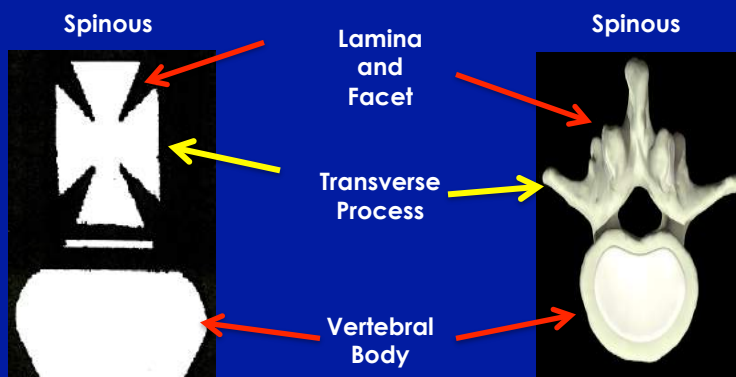 Spinous
Spinous
Lamina
and
Facet
Transverse
Process
Vertebral
Body